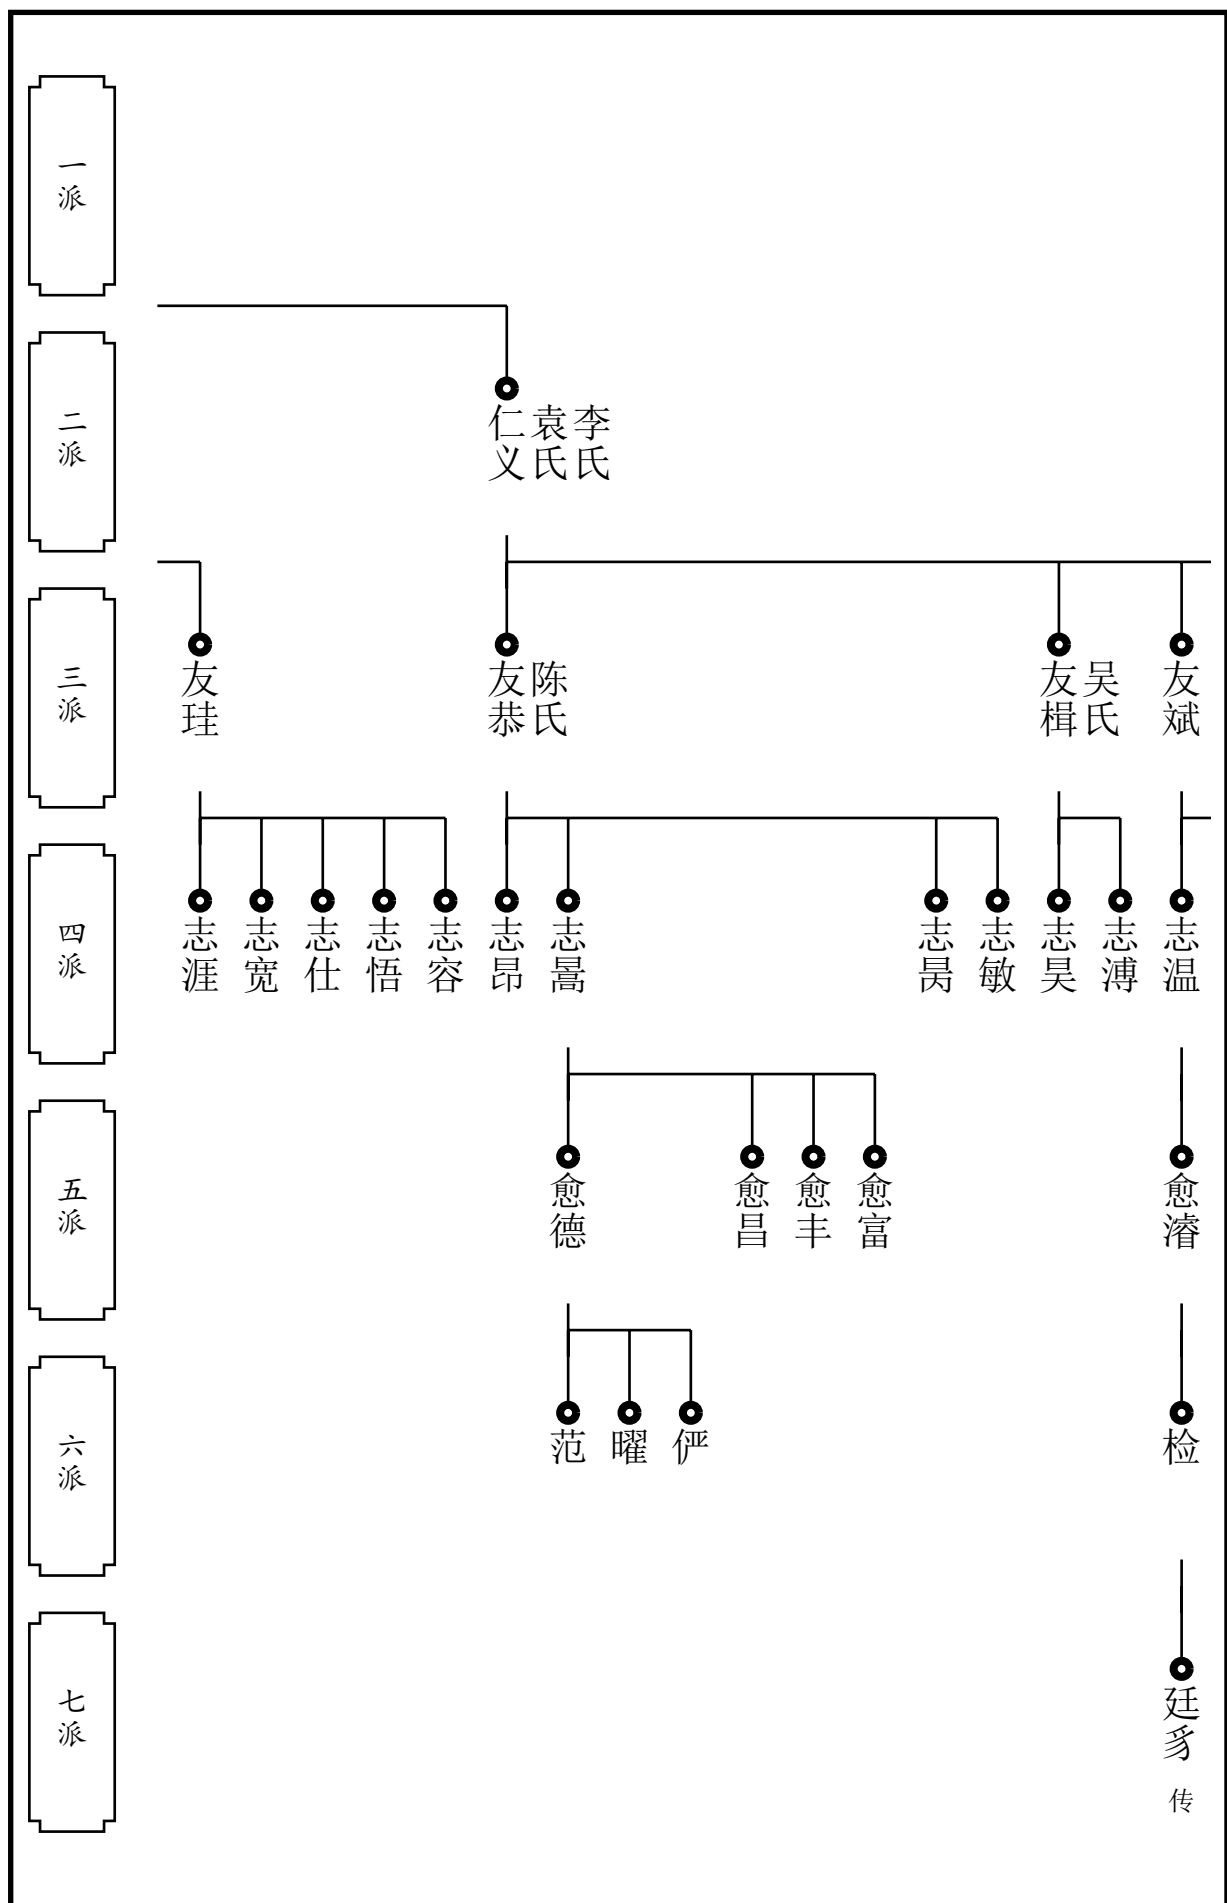 一派
二派
仁义
袁氏
李氏
三派
友珪
友恭
陈氏
友楫
吴氏
友斌
四派
志涯
志宽
志仕
志悟
志容
志昂
志暠
志昺
志敏
志昊
志溥
志温
五派
愈德
愈昌
愈丰
愈富
愈濬
六派
范
曜
俨
检
七派
廷豸
传